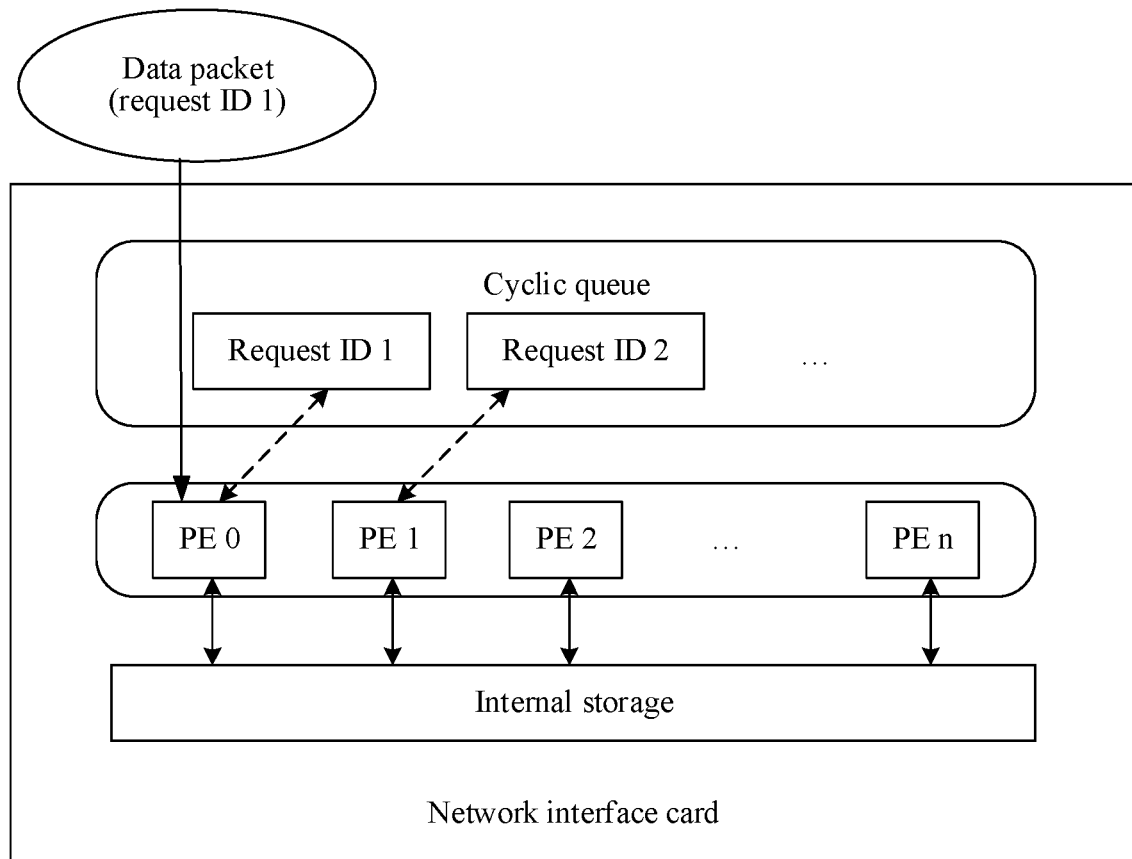 Data packet
(request ID 1)
Cyclic queue
Request ID 1
Request ID 2
...
PE 0
PE 1
PE 2
...
PE n
Internal storage
Network interface card